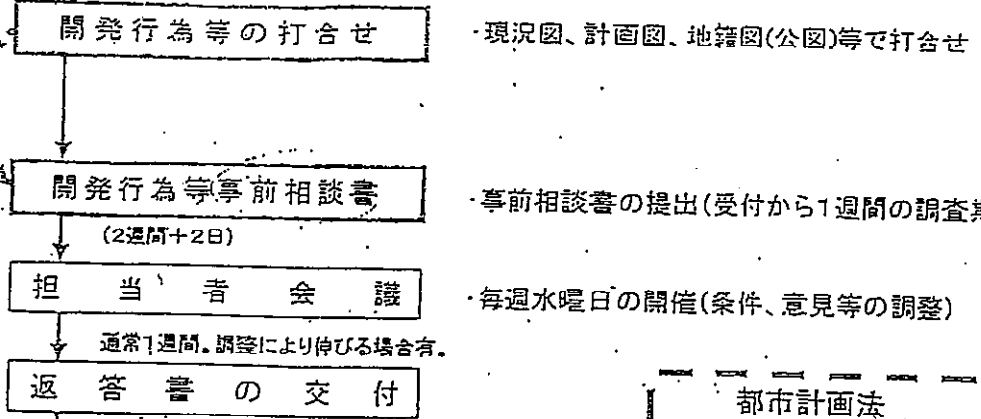 開発行為等の打合せ
・現況図、計画図、地籍図(公図)等で打合せ
開発行為等事前相談書
・事前相談書の提出(受付から1週間の調査
(2週間+2日)
担当者会議
・毎週水曜日の開催(条件、意見等の調整)
通常1週間。調整により伸びる場合有。
返答書の交付
都市計画法